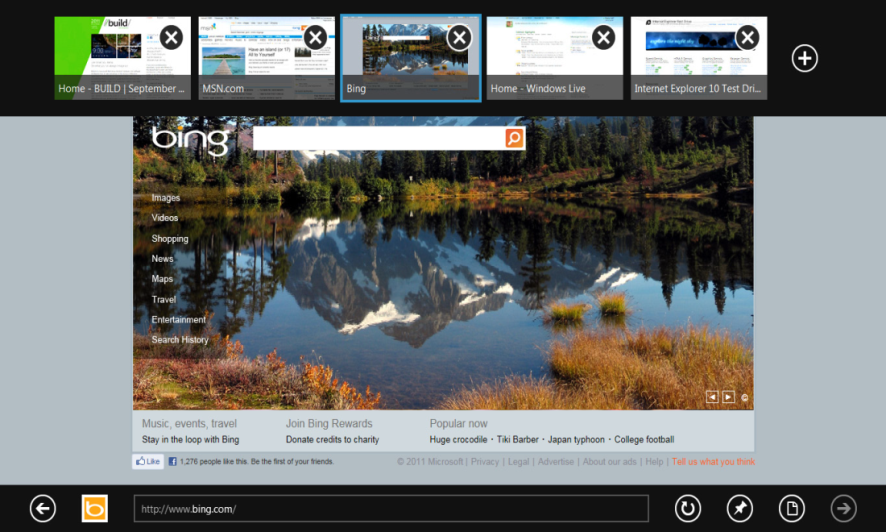 /build/
msn
Home - BUILD | September ...
MSN.com
Bing
Home - Windows Live
Internet Explorer 10 Test Dri...
bing
Images
Videos
Shopping
News
Maps
Travel
Entertainment
Search History
Music, events, travel
Join Bing Rewards
Popular now
Stay in the loop with Bing
Donate credits to charity
Huge crocodile · Tiki Barber · Japan typhoon · College football
Like
1,276 people like this. Be the first of your friends.
© 2011 Microsoft | Privacy | Legal | Advertise | About our ads | Help | Tell us what you think
http://www.bing.com/